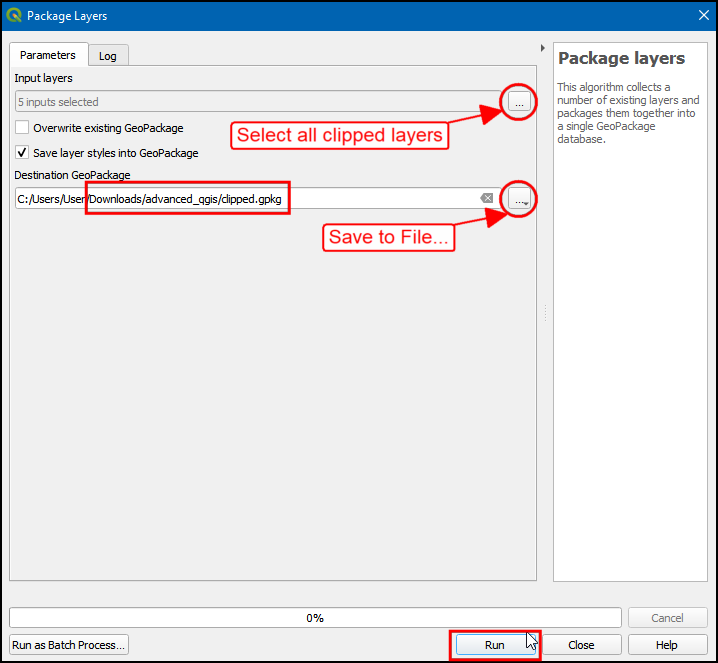 Package Layers
Parameters
Log
Input layers
5 inputs selected
...
Select all clipped layers
Overwrite existing GeoPackage
Save layer styles into GeoPackage
Destination GeoPackage
C:/Users/User/Downloads/advanced_qgis/clipped.gpkg
...
Save to File...
Package layers
This algorithm collects a
number of existing layers and
packages them together into
a single GeoPackage
database.
0%
Cancel
Run as Batch Process...
Run
Close
Help